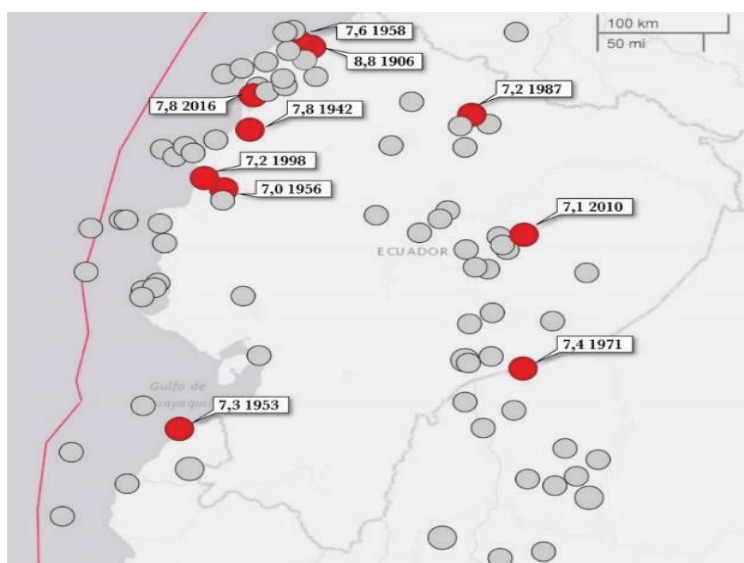 7,6 1958
100 km
50 mi
8,8 1906
7,2 1987
7,8 2016
7,8 1942
7,2 1998
7,0 1956
7,1 2010
ECUADOR
7,4 1971
Gulfo de
uayaquil
7,3 1953